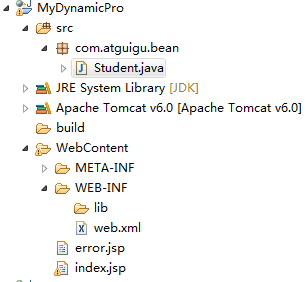 MyDynamicPro
src
com.atguigu.bean
Student.java
JRE System Library [JDK]
Apache Tomcat v6.0 [Apache Tomcat v6.0]
build
WebContent
META-INF
WEB-INF
lib
web.xml
error.jsp
index.jsp